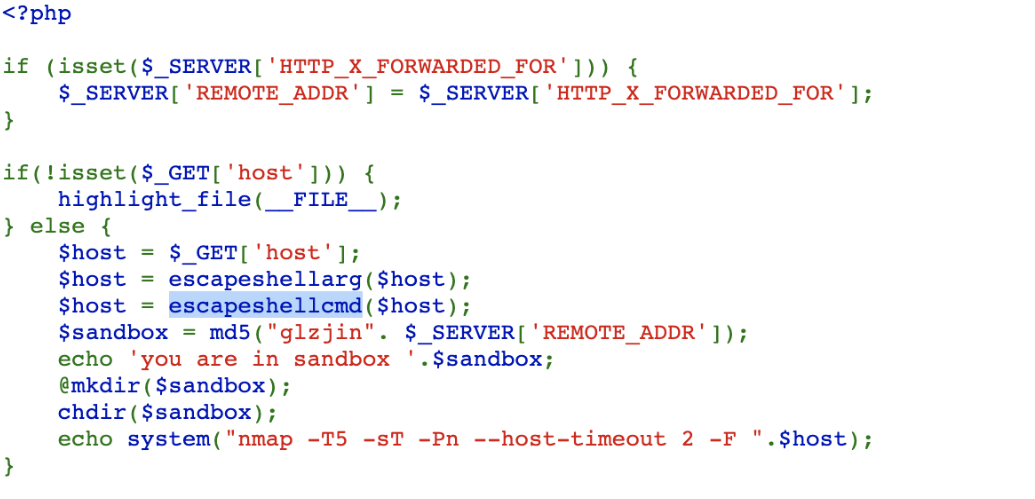 <?php
if (isset($_SERVER['HTTP_X_FORWARDED_FOR'])) {
    $_SERVER['REMOTE_ADDR'] = $_SERVER['HTTP_X_FORWARDED_FOR'];
}
if(!isset($_GET['host'])) {
    highlight_file(__FILE__);
} else {
    $host = $_GET['host'];
    $host = escapeshellarg($host);
    $host = escapeshellcmd($host);
    $sandbox = md5("glzjin". $_SERVER['REMOTE_ADDR']);
    echo 'you are in sandbox '.$sandbox;
    @mkdir($sandbox);
    chdir($sandbox);
    echo system("nmap -T5 -sT -Pn --host-timeout 2 -F ".$host);
}